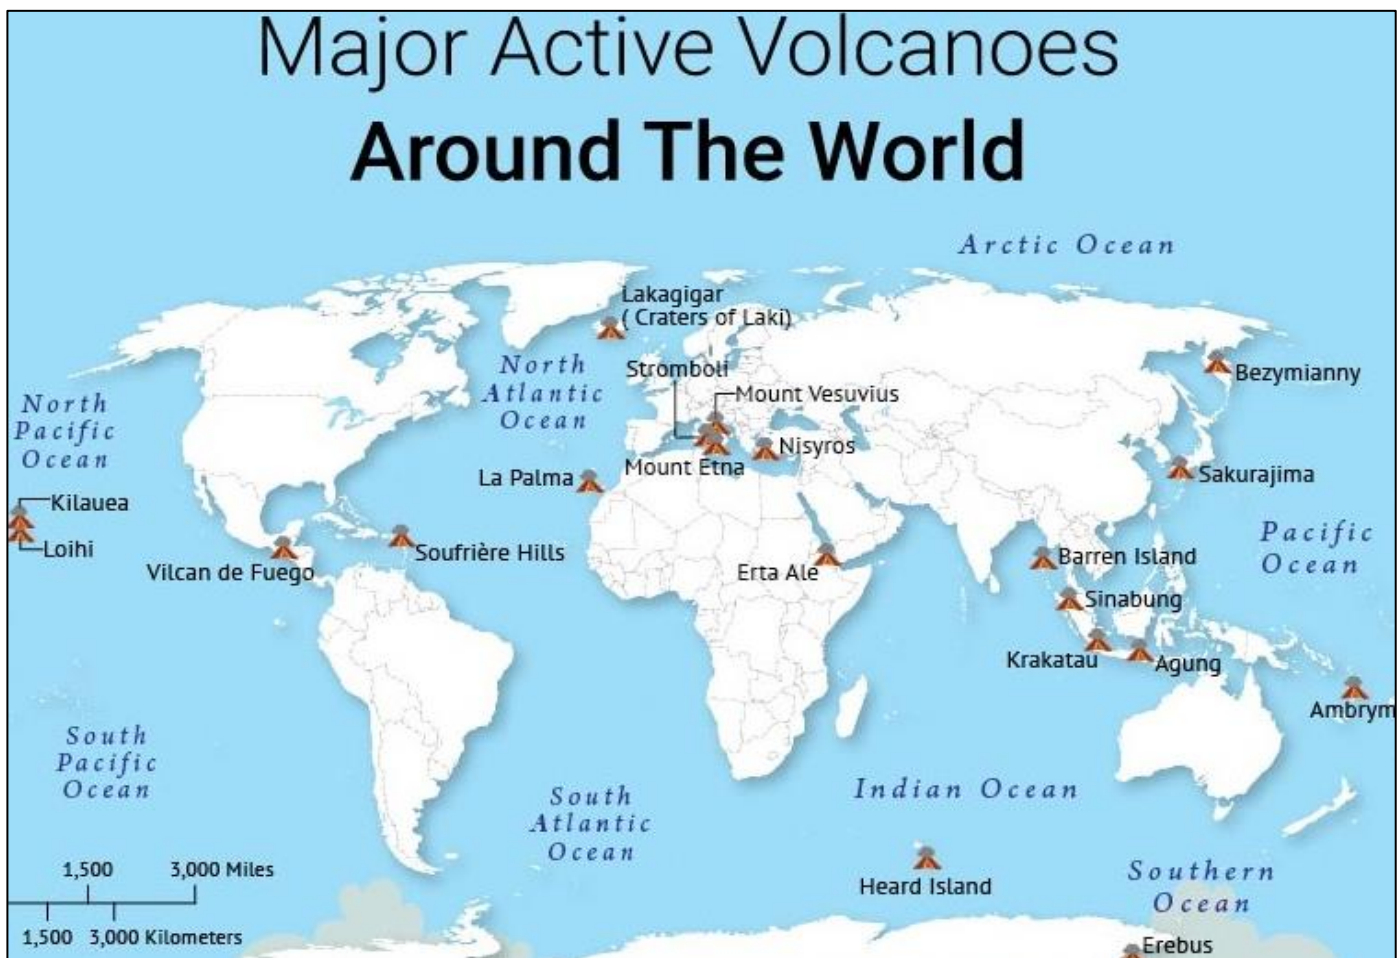 Major Active Volcanoes
Around The World
Arctic Ocean
Lakagigar
( Craters of Laki)
North
Atlantic
Ocean
Stromboli
Mount Vesuvius
Bezymianny
North
Pacific
Ocean
Nisyros
Mount Etna
La Palma
Sakurajima
Kilauea
Loihi
Pacific
Ocean
Soufrière Hills
Vilcan de Fuego
Erta Ale
Barren Island
Sinabung
Krakatau
Agung
Ambrym
South
Pacific
Ocean
South
Atlantic
Ocean
Indian Ocean
1,500 3,000 Miles
1,500 3,000 Kilometers
Heard Island
Southern
Ocean
Erebus